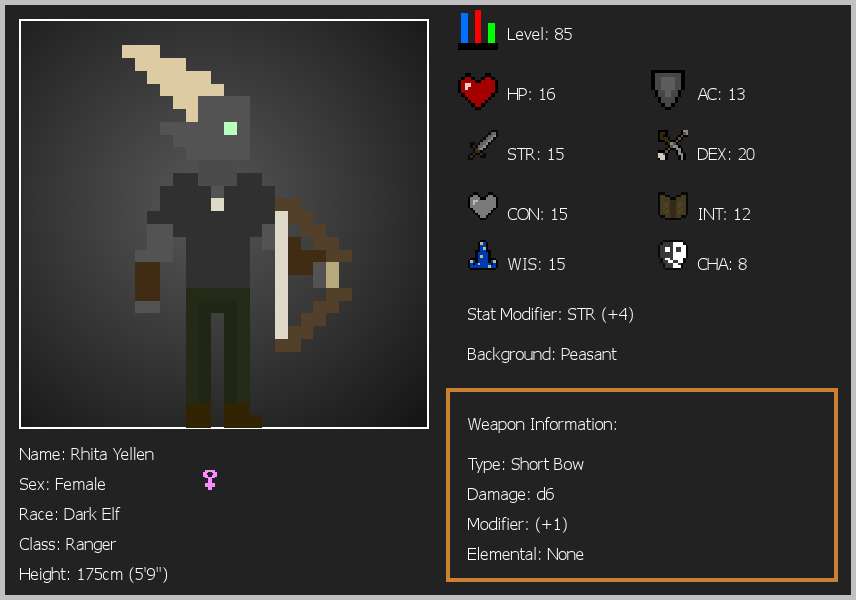 Level: 85
HP: 16
AC: 13
STR: 15
DEX: 20
CON: 15
INT: 12
WIS: 15
CHA: 8
Stat Modifier: STR (+4)
Background: Peasant
Weapon Information:
Type: Short Bow
Damage: d6
Modifier: (+1)
Elemental: None
Name: Rhita Yellen
Sex: Female
Race: Dark Elf
Class: Ranger
Height: 175cm (5'9")